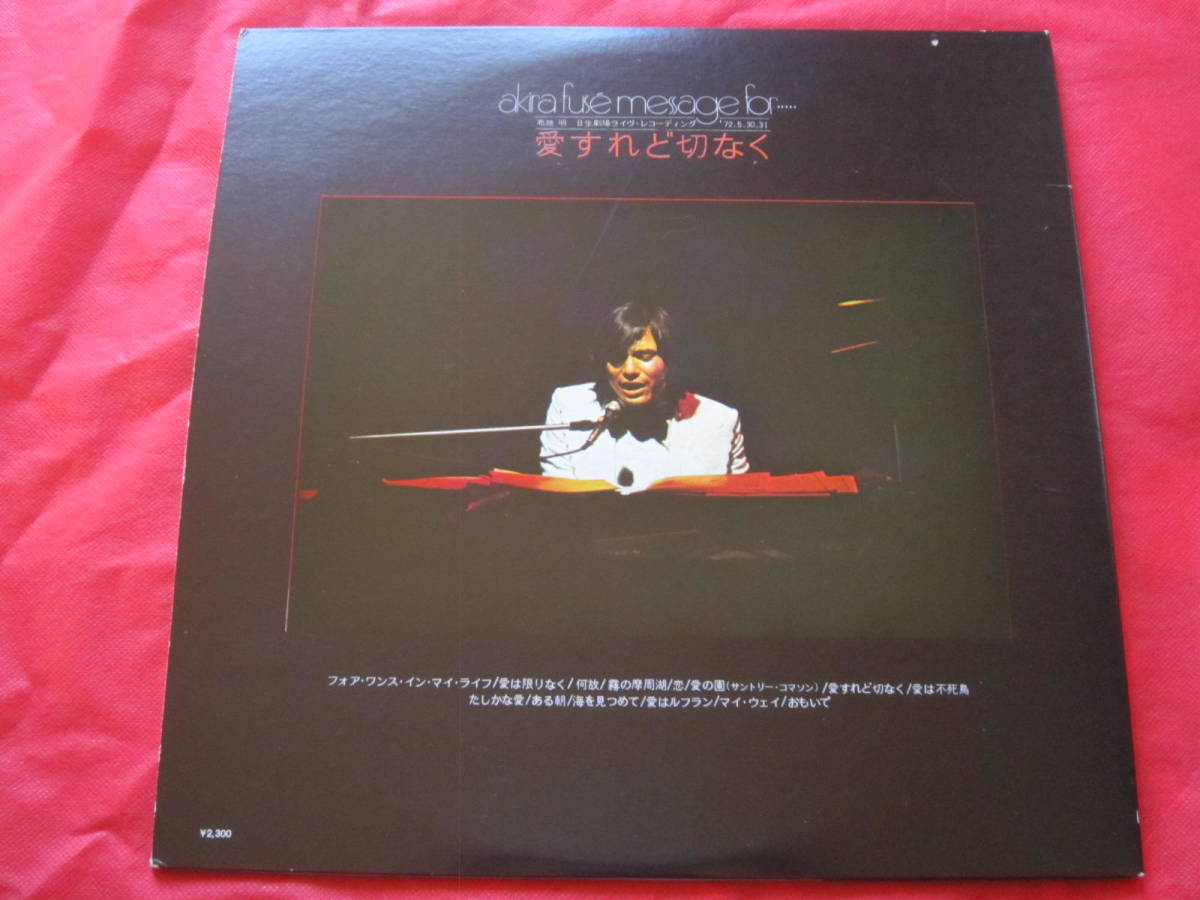 akira fusé message for.....
布施 明 日生劇場ライヴ・レコーディング '72.5.30.31
愛すれど切なく
フォア・ワンス・イン・マイ・ライフ/愛は限りなく/何故/霧の摩周湖/恋/愛の園(サントリー・コマソン)/愛すれど切なく/愛は不死鳥
たしかな愛/ある朝/海を見つめて/愛はルフラン/マイ・ウェイ/おもいで
¥2,300